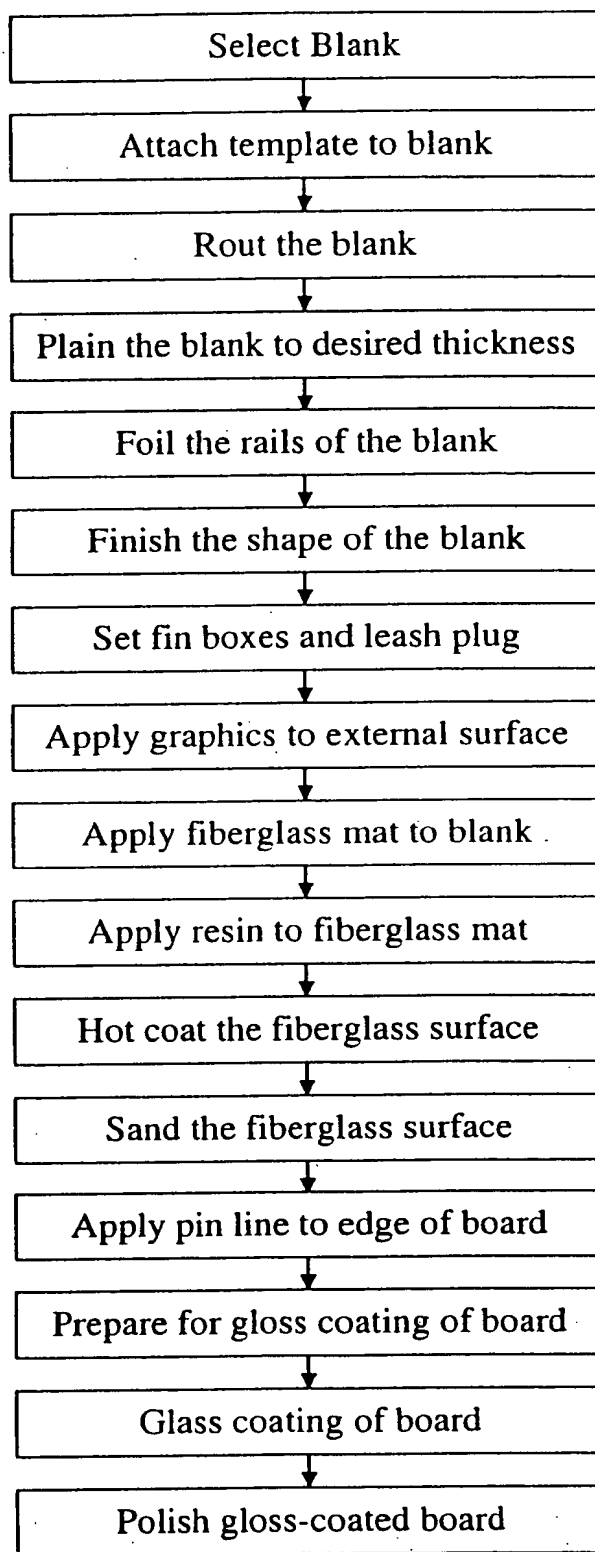 Select Blank
Attach template to blank
Rout the blank
Plain the blank to desired thickness
Foil the rails of the blank
Finish the shape of the blank
Set fin boxes and leash plug
Apply graphics to external surface
Apply fiberglass mat to blank
Apply resin to fiberglass mat
Hot coat the fiberglass surface
Sand the fiberglass surface
Apply pin line to edge of board
Prepare for gloss coating of board
Glass coating of board
Polish gloss-coated board